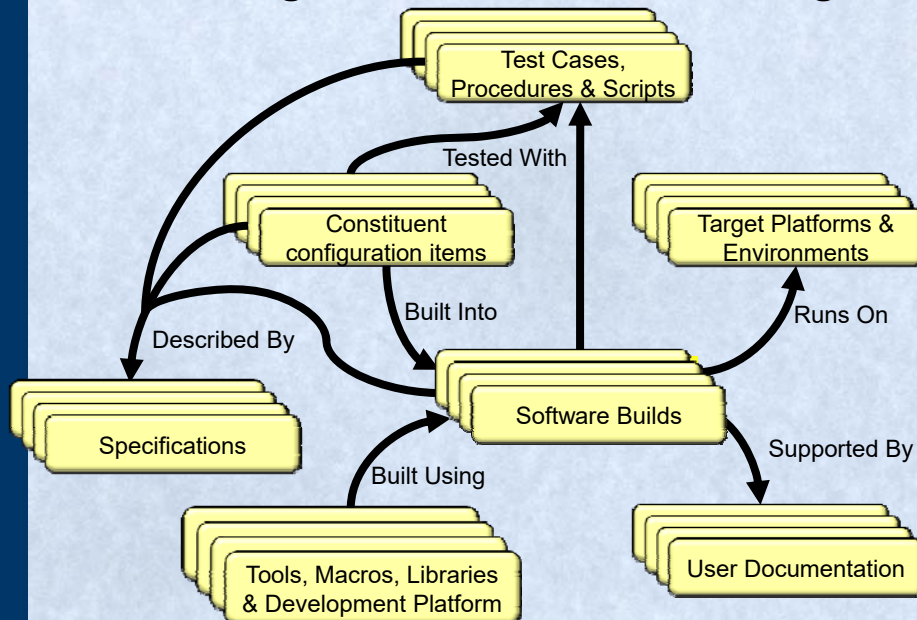 Test Cases,
Procedures & Scripts
Tested With
Constituent
configuration items
Target Platforms &
Environments
Built Into
Runs On
Described By
Software Builds
Specifications
Supported By
Built Using
User Documentation
Tools, Macros, Libraries
& Development Platform